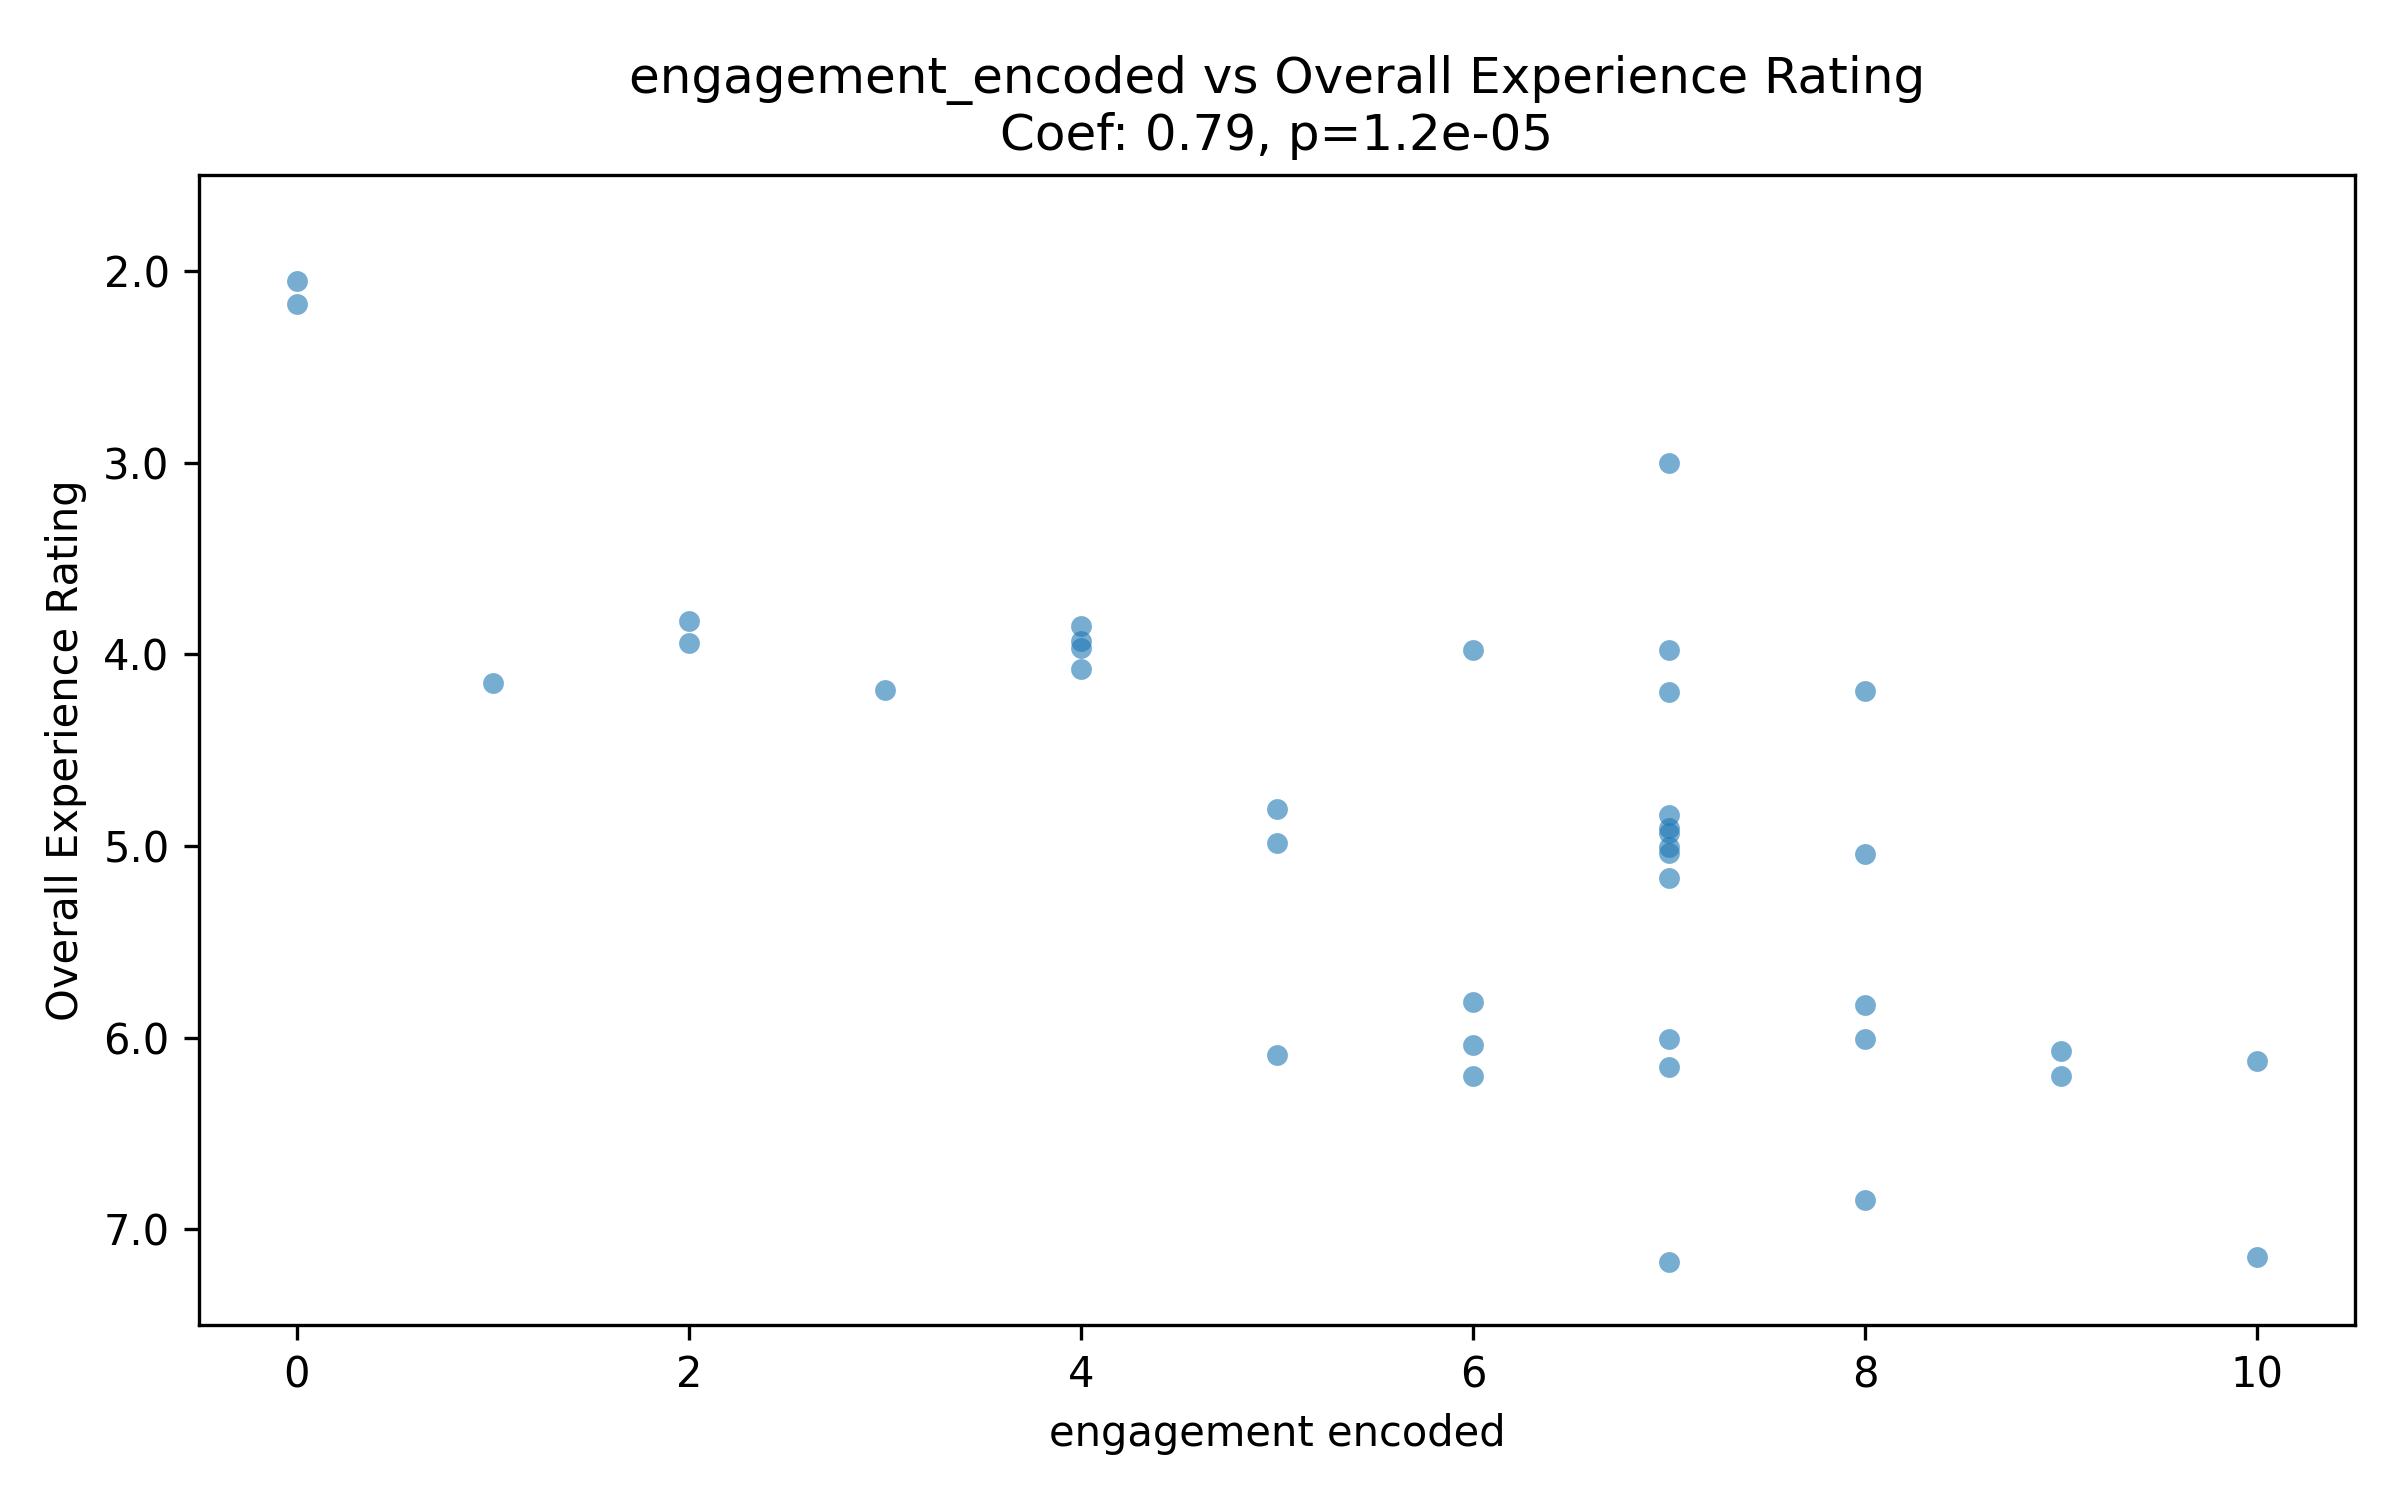 engagement_encoded vs Overall Experience Rating
Coef: 0.79, p=1.2e-05
Overall Experience Rating
2.0
3.0
4.0
5.0
6.0
7.0
0 2 4 6 8 10
engagement encoded